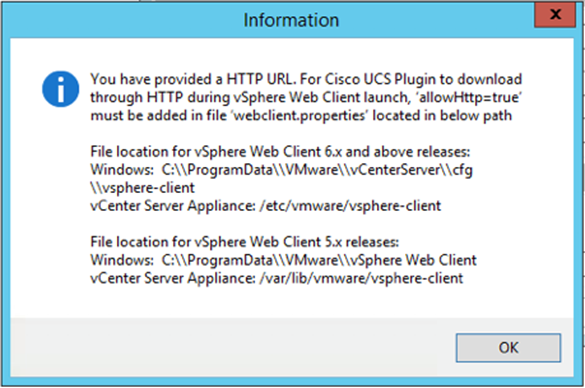 Information
x
You have provided a HTTP URL. For Cisco UCS Plugin to download
through HTTP during vSphere Web Client launch, 'allowHttp=true'
must be added in file 'webclient.properties' located in below path
File location for vSphere Web Client 6.x and above releases:
Windows:  C:\\ProgramData\\VMware\\vCenterServer\\cfg
\\vsphere-client
vCenter Server Appliance: /etc/vmware/vsphere-client
File location for vSphere Web Client 5.x releases:
Windows:  C:\\ProgramData\\VMware\\vSphere Web Client
vCenter Server Appliance: /var/lib/vmware/vsphere-client
OK